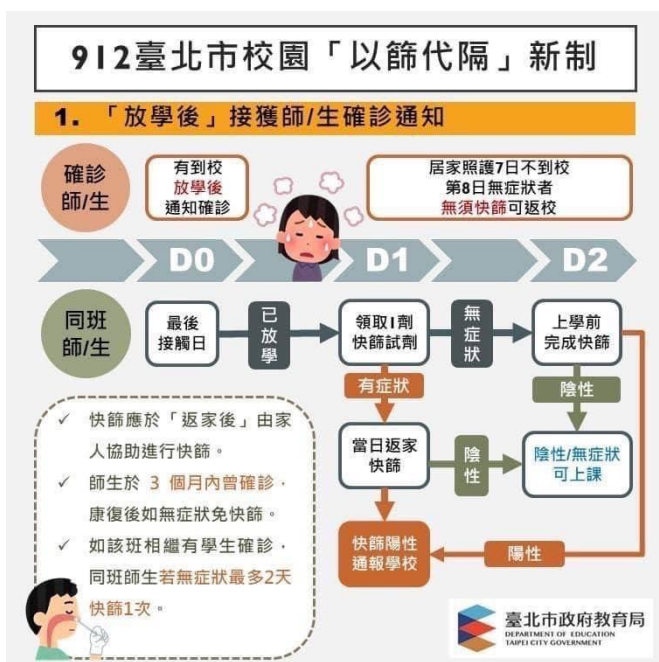 912臺北市校園「以篩代隔」新制
1. 「放學後」接獲師/生確診通知
確診
師/生
有到校
放學後
通知確診
居家照護7日不到校
第8日無症狀者
無須快篩可返校
D0
D1
D2
同班
師/生
最後
接觸日
已放學
領取1劑
快篩試劑
無症狀
上學前
完成快篩
有症狀
陰性
當日返家
快篩
陰性
陰性/無症狀
可上課
快篩陽性
通報學校
陽性
✓ 快篩應於「返家後」由家
人協助進行快篩。
✓ 師生於 3 個月內曾確診，
康復後如無症狀免快篩。
✓ 如該班相繼有學生確診，
同班師生若無症狀最多2天
快篩1次。
臺北市政府教育局
DEPARTMENT OF EDUCATION
TAIPEI CITY GOVERNMENT